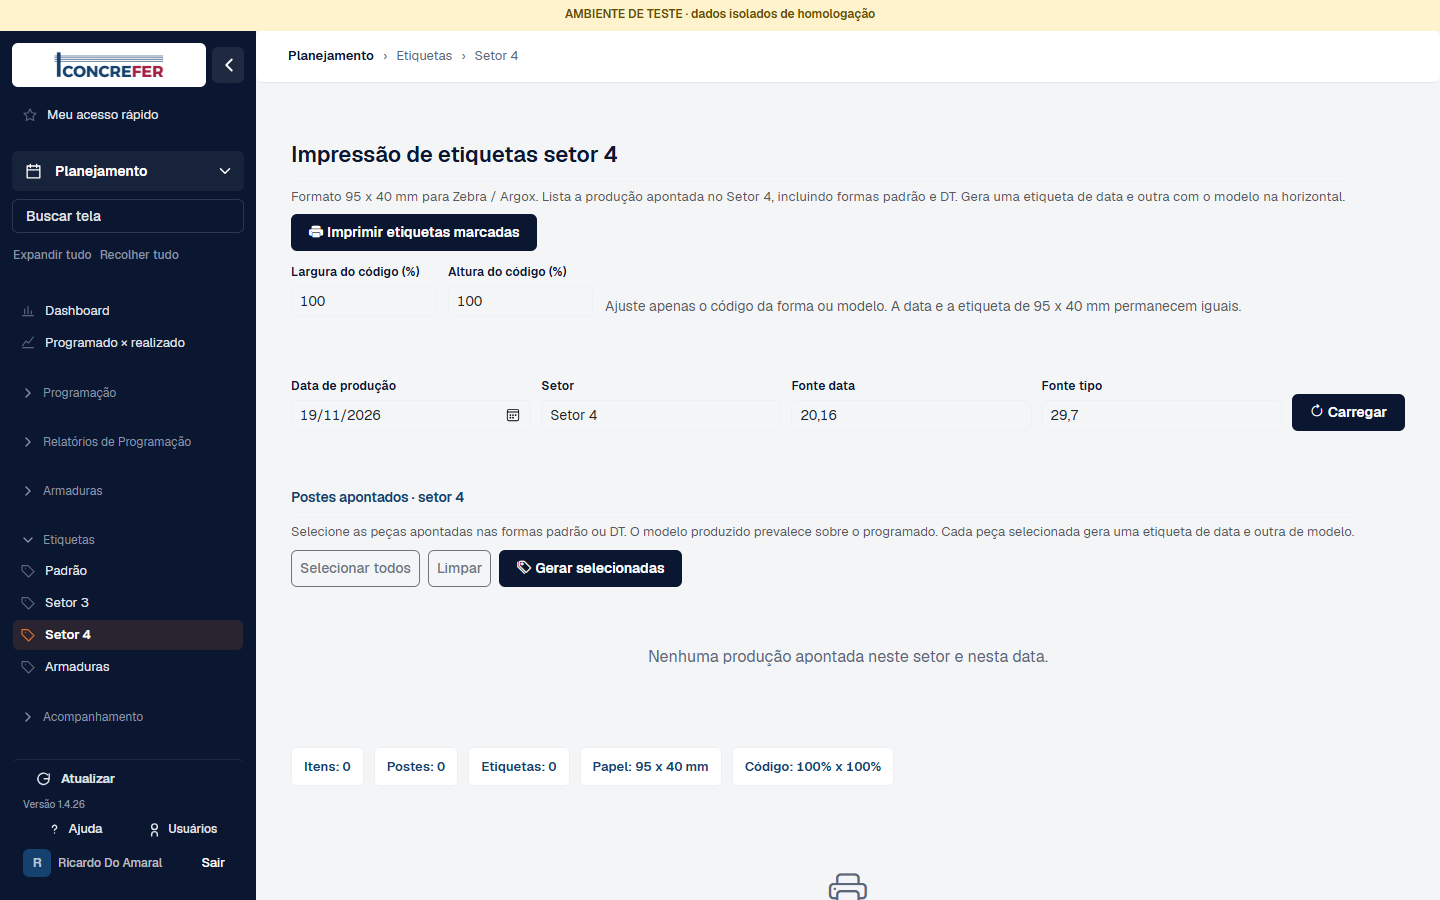 AMBIENTE DE TESTE · dados isolados de homologação
CONCREFER
Meu acesso rápido
Planejamento
Buscar tela
Expandir tudo Recolher tudo
Dashboard
Programado × realizado
Programação
Relatórios de Programação
Armaduras
Etiquetas
Padrão
Setor 3
Setor 4
Armaduras
Acompanhamento
Atualizar
Versão 1.4.26
? Ajuda Usuários
R Ricardo Do Amaral Sair
Planejamento › Etiquetas › Setor 4
Impressão de etiquetas setor 4
Formato 95 x 40 mm para Zebra / Argox. Lista a produção apontada no Setor 4, incluindo formas padrão e DT. Gera uma etiqueta de data e outra com o modelo na horizontal.
Imprimir etiquetas marcadas
Largura do código (%) Altura do código (%)
100 100 Ajuste apenas o código da forma ou modelo. A data e a etiqueta de 95 x 40 mm permanecem iguais.
Data de produção Setor Fonte data Fonte tipo
19/11/2026 Setor 4 20,16 29,7 Carregar
Postes apontados · setor 4
Selecione as peças apontadas nas formas padrão ou DT. O modelo produzido prevalece sobre o programado. Cada peça selecionada gera uma etiqueta de data e outra de modelo.
Selecionar todos Limpar Gerar selecionadas
Nenhuma produção apontada neste setor e nesta data.
Itens: 0 Postes: 0 Etiquetas: 0 Papel: 95 x 40 mm Código: 100% x 100%